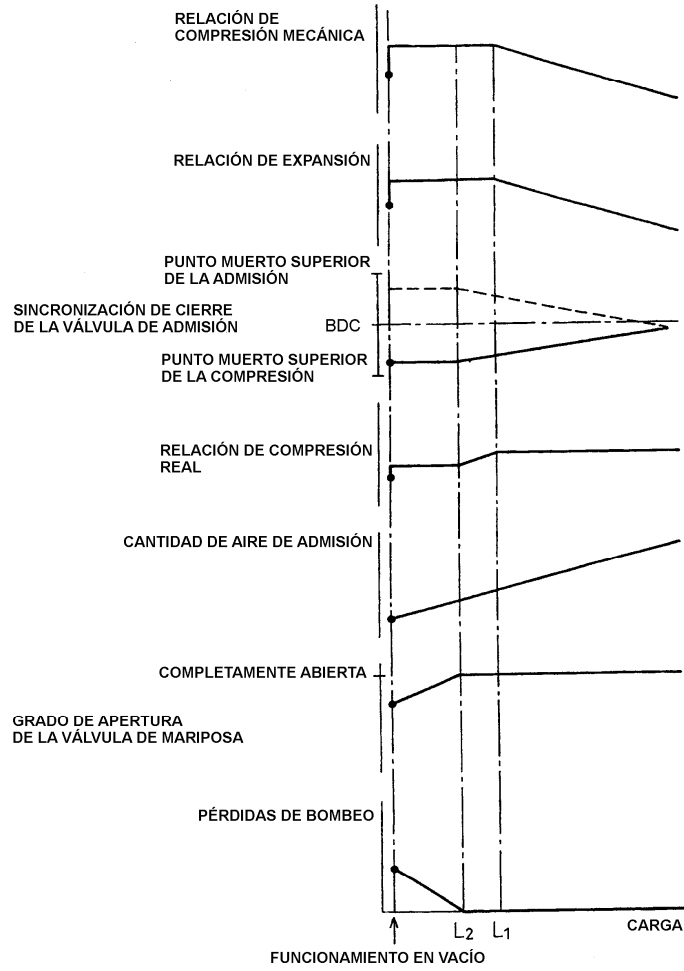 RELACIÓN DE
COMPRESIÓN MECÁNICA
RELACIÓN DE EXPANSIÓN
PUNTO MUERTO SUPERIOR
DE LA ADMISIÓN
SINCRONIZACIÓN DE CIERRE
DE LA VÁLVULA DE ADMISIÓN
BDC
PUNTO MUERTO SUPERIOR
DE LA COMPRESIÓN
RELACIÓN DE COMPRESIÓN
REAL
CANTIDAD DE AIRE DE ADMISIÓN
COMPLETAMENTE ABIERTA
GRADO DE APERTURA
DE LA VÁLVULA DE MARIPOSA
PÉRDIDAS DE BOMBEO
CARGA
L2 L1
FUNCIONAMIENTO EN VACÍO